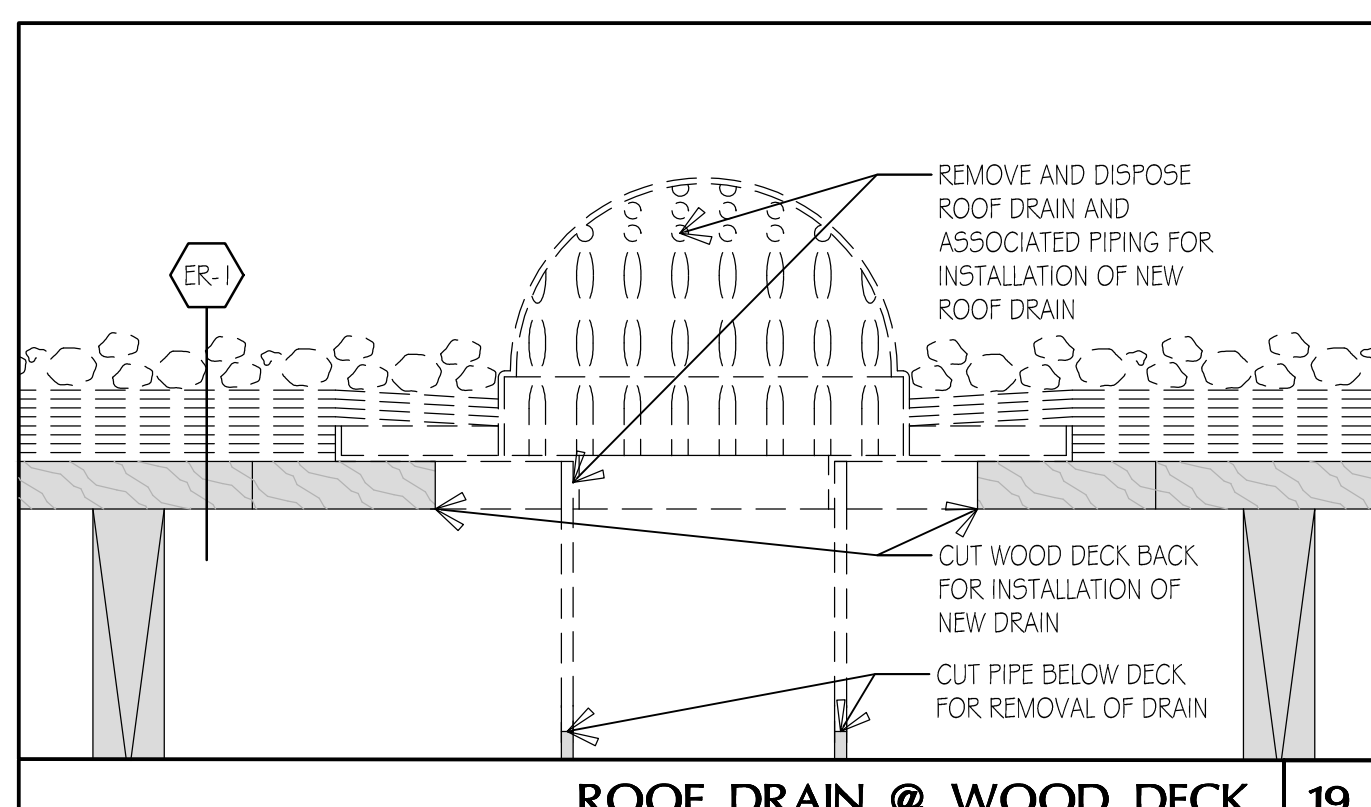 REMOVE AND DISPOSE
ROOF DRAIN AND
ASSOCIATED PIPING FOR
INSTALLATION OF NEW
ROOF DRAIN
ER-1
CUT WOOD DECK BACK
FOR INSTALLATION OF
NEW DRAIN
CUT PIPE BELOW DECK
FOR REMOVAL OF DRAIN
ROOF DRAIN @ WOOD DECK 19